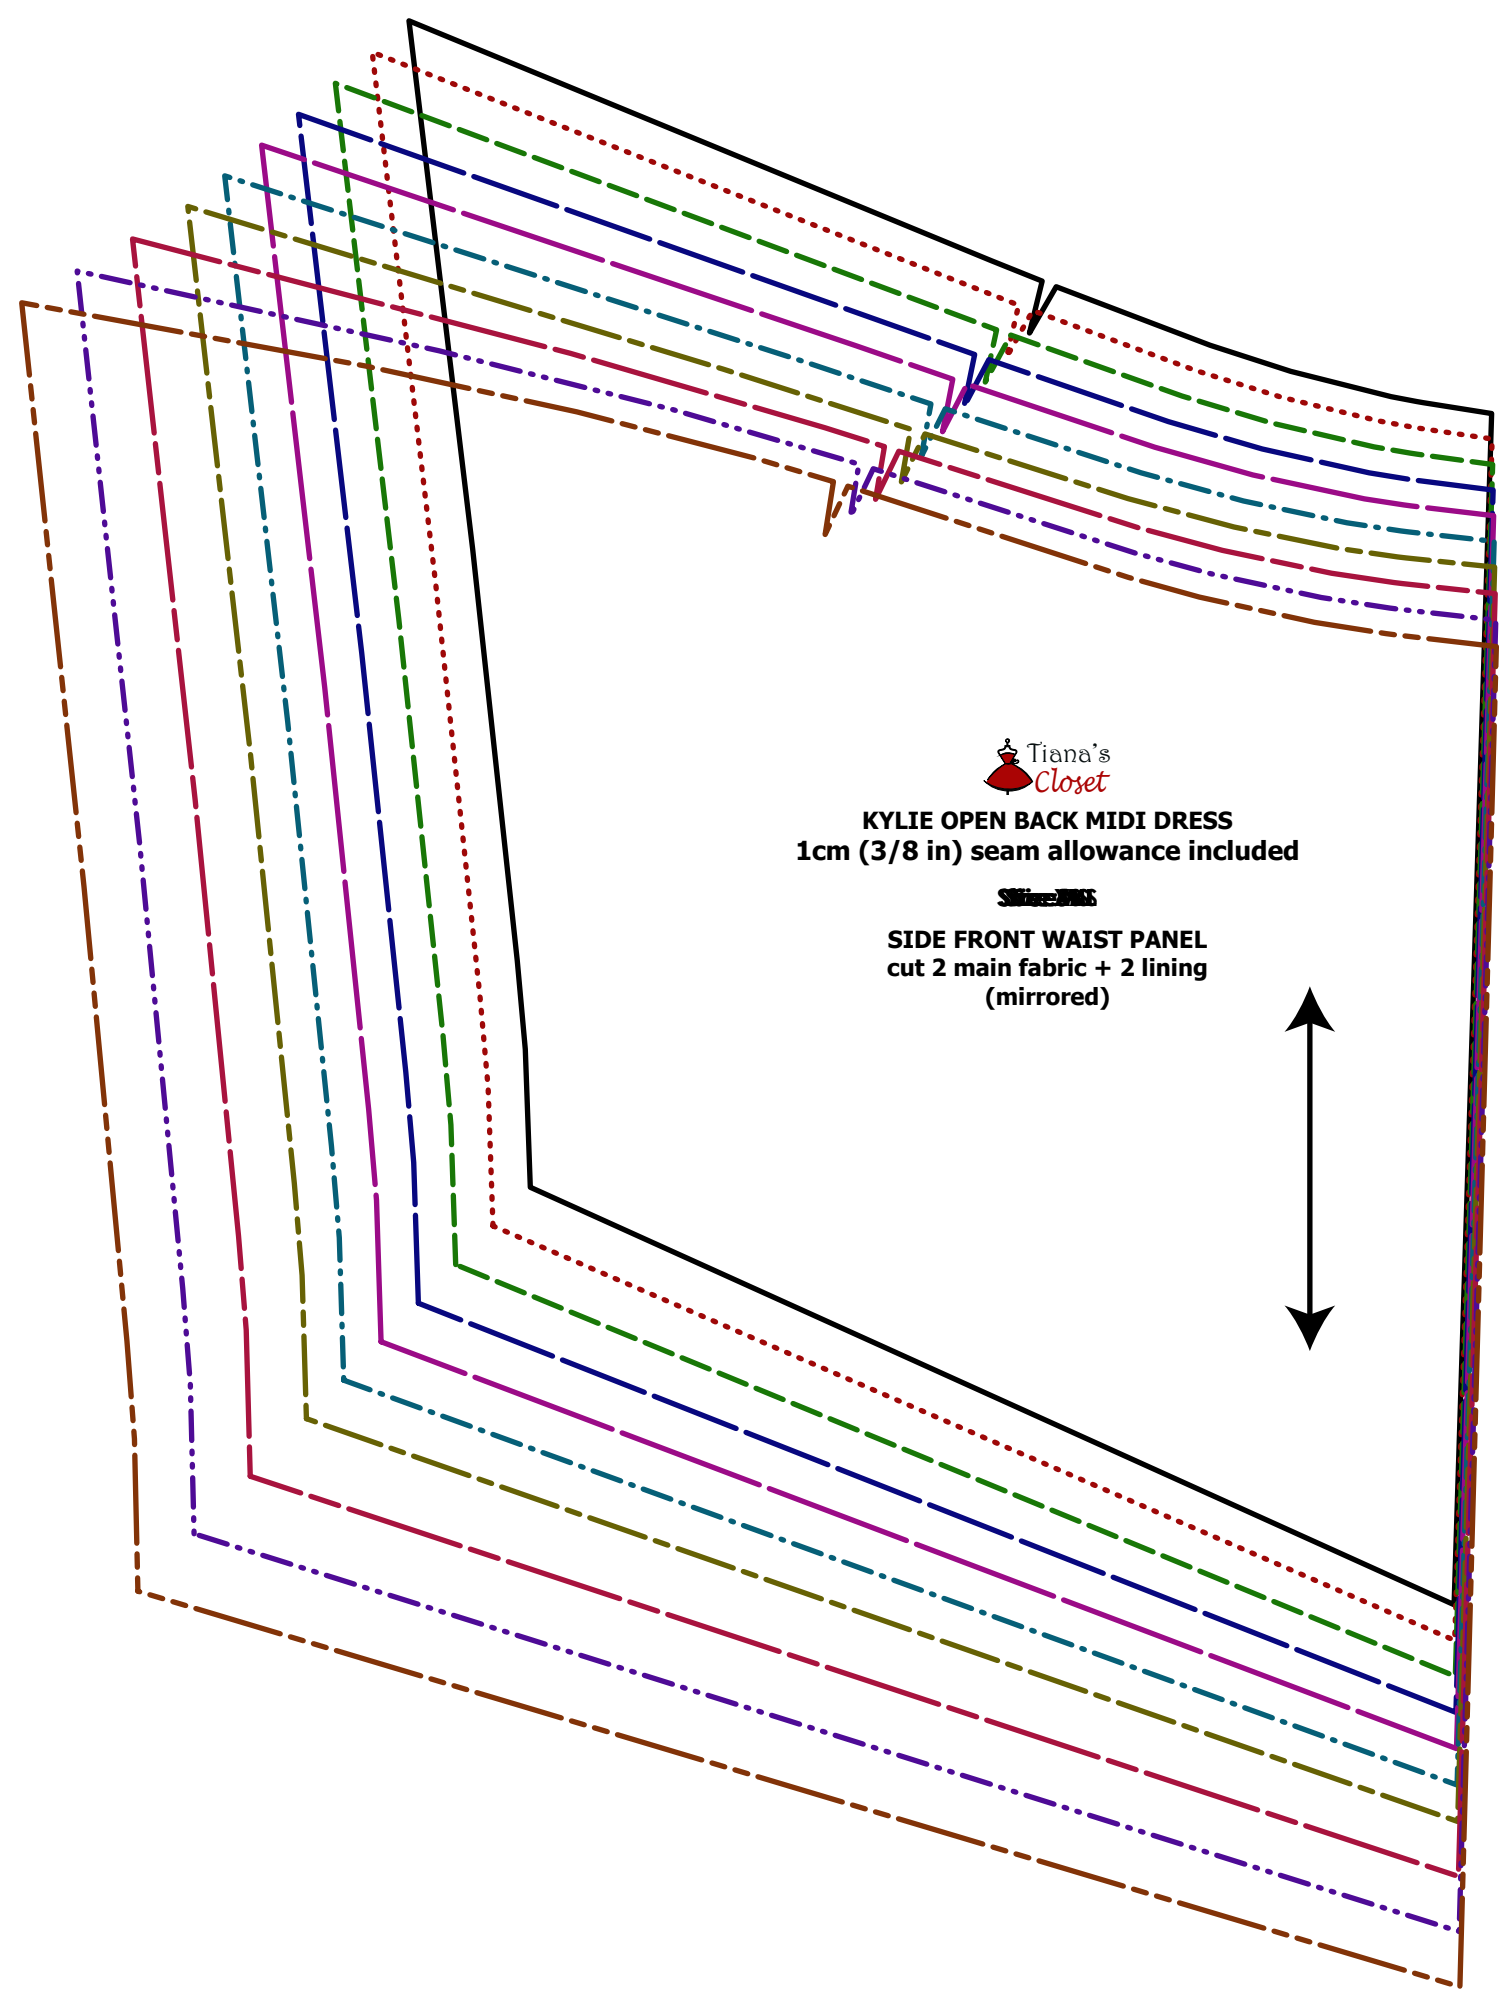 Tiana's
Closet
KYLIE OPEN BACK MIDI DRESS
1cm (3/8 in) seam allowance included
SIDE FRONT WAIST PANEL
cut 2 main fabric + 2 lining
(mirrored)